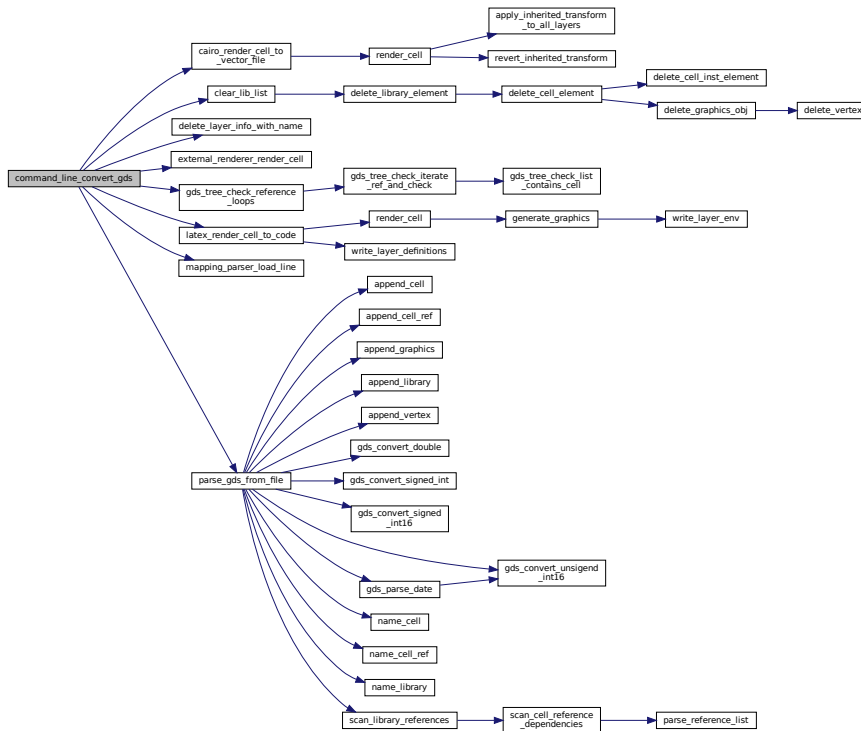 command_line_convert_gds
cairo_render_cell_to
_vector_file
render_cell
apply_inherited_transform
_to_all_layers
revert_inherited_transform
clear_lib_list
delete_library_element
delete_cell_element
delete_cell_inst_element
delete_graphics_obj
delete_vertex
delete_layer_info_with_name
external_renderer_render_cell
gds_tree_check_reference
_loops
gds_tree_check_iterate
_ref_and_check
gds_tree_check_list
_contains_cell
latex_render_cell_to_code
render_cell
generate_graphics
write_layer_env
write_layer_definitions
mapping_parser_load_line
parse_gds_from_file
append_cell
append_cell_ref
append_graphics
append_library
append_vertex
gds_convert_double
gds_convert_signed_int
gds_convert_signed
_int16
gds_convert_unsigend
_int16
gds_parse_date
name_cell
name_cell_ref
name_library
scan_library_references
scan_cell_reference
_dependencies
parse_reference_list